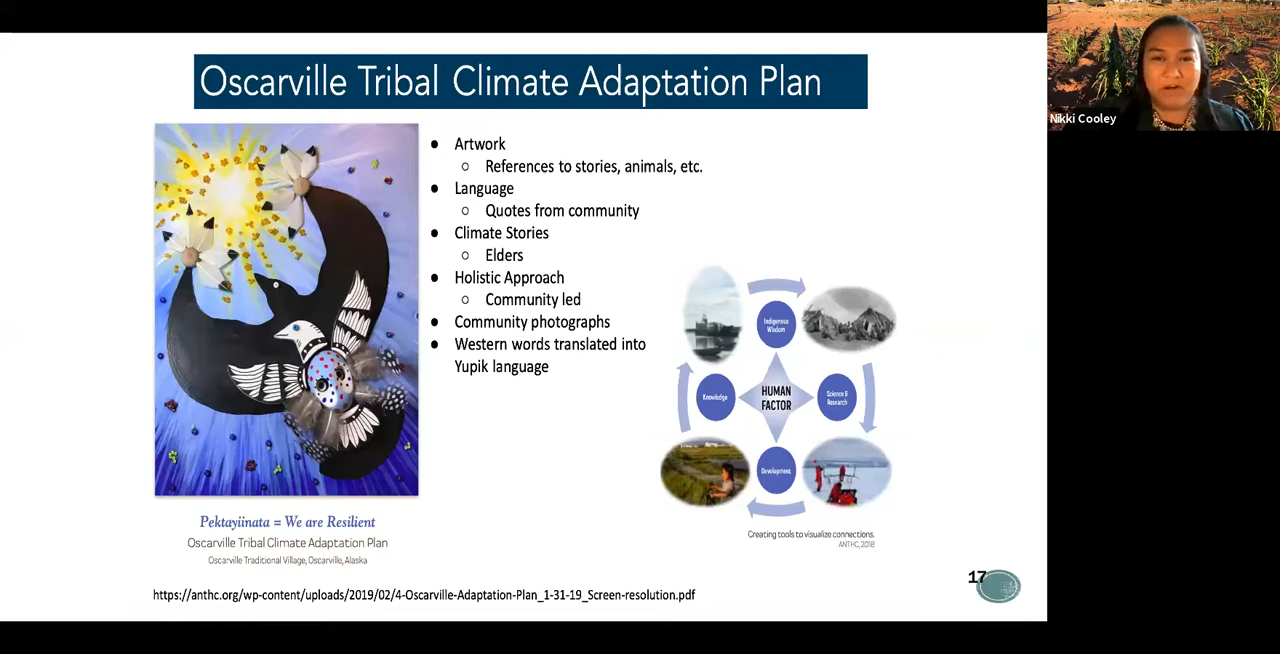 Oscarville Tribal Climate Adaptation Plan
Nikki Cooley
● Artwork
○ References to stories, animals, etc.
● Language
○ Quotes from community
● Climate Stories
○ Elders
● Holistic Approach
○ Community led
● Community photographs
● Western words translated into
Yupik language
Indigenous
Wisdom
Knowledge
HUMAN
FACTOR
Science &
Research
Development
Creating tools to visualize connections.
ANTHC, 2018
Pektayiinata = We are Resilient
Oscarville Tribal Climate Adaptation Plan
Oscarville Traditional Village, Oscarville, Alaska
17
https://anthc.org/wp-content/uploads/2019/02/4-Oscarville-Adaptation-Plan_1-31-19_Screen-resolution.pdf